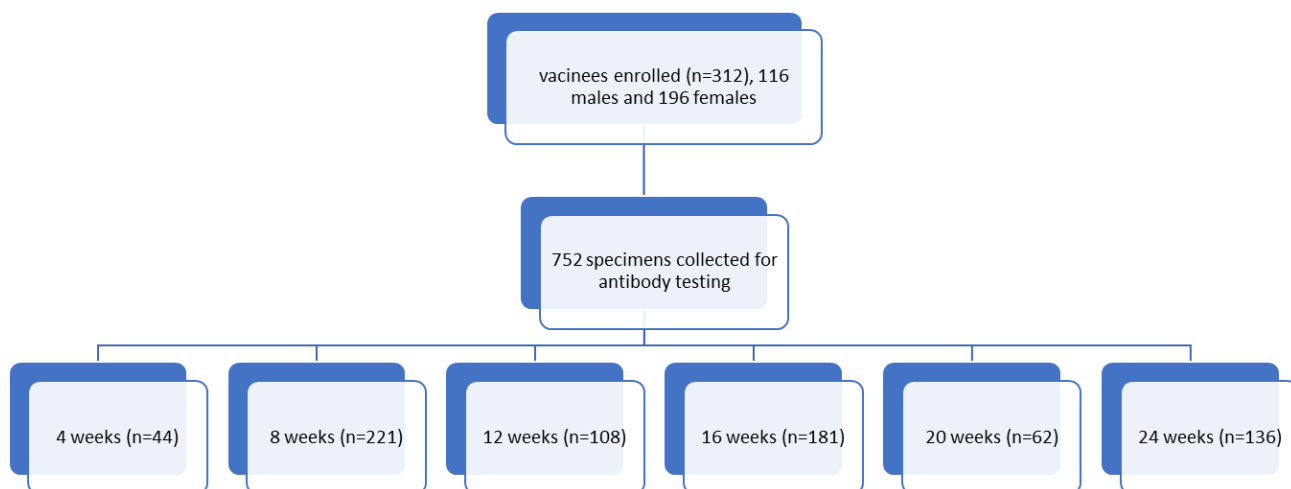 vacinees enrolled (n=312), 116
males and 196 females
752 specimens collected for
antibody testing
4 weeks (n=44)
8 weeks (n=221)
12 weeks (n=108)
16 weeks (n=181)
20 weeks (n=62)
24 weeks (n=136)